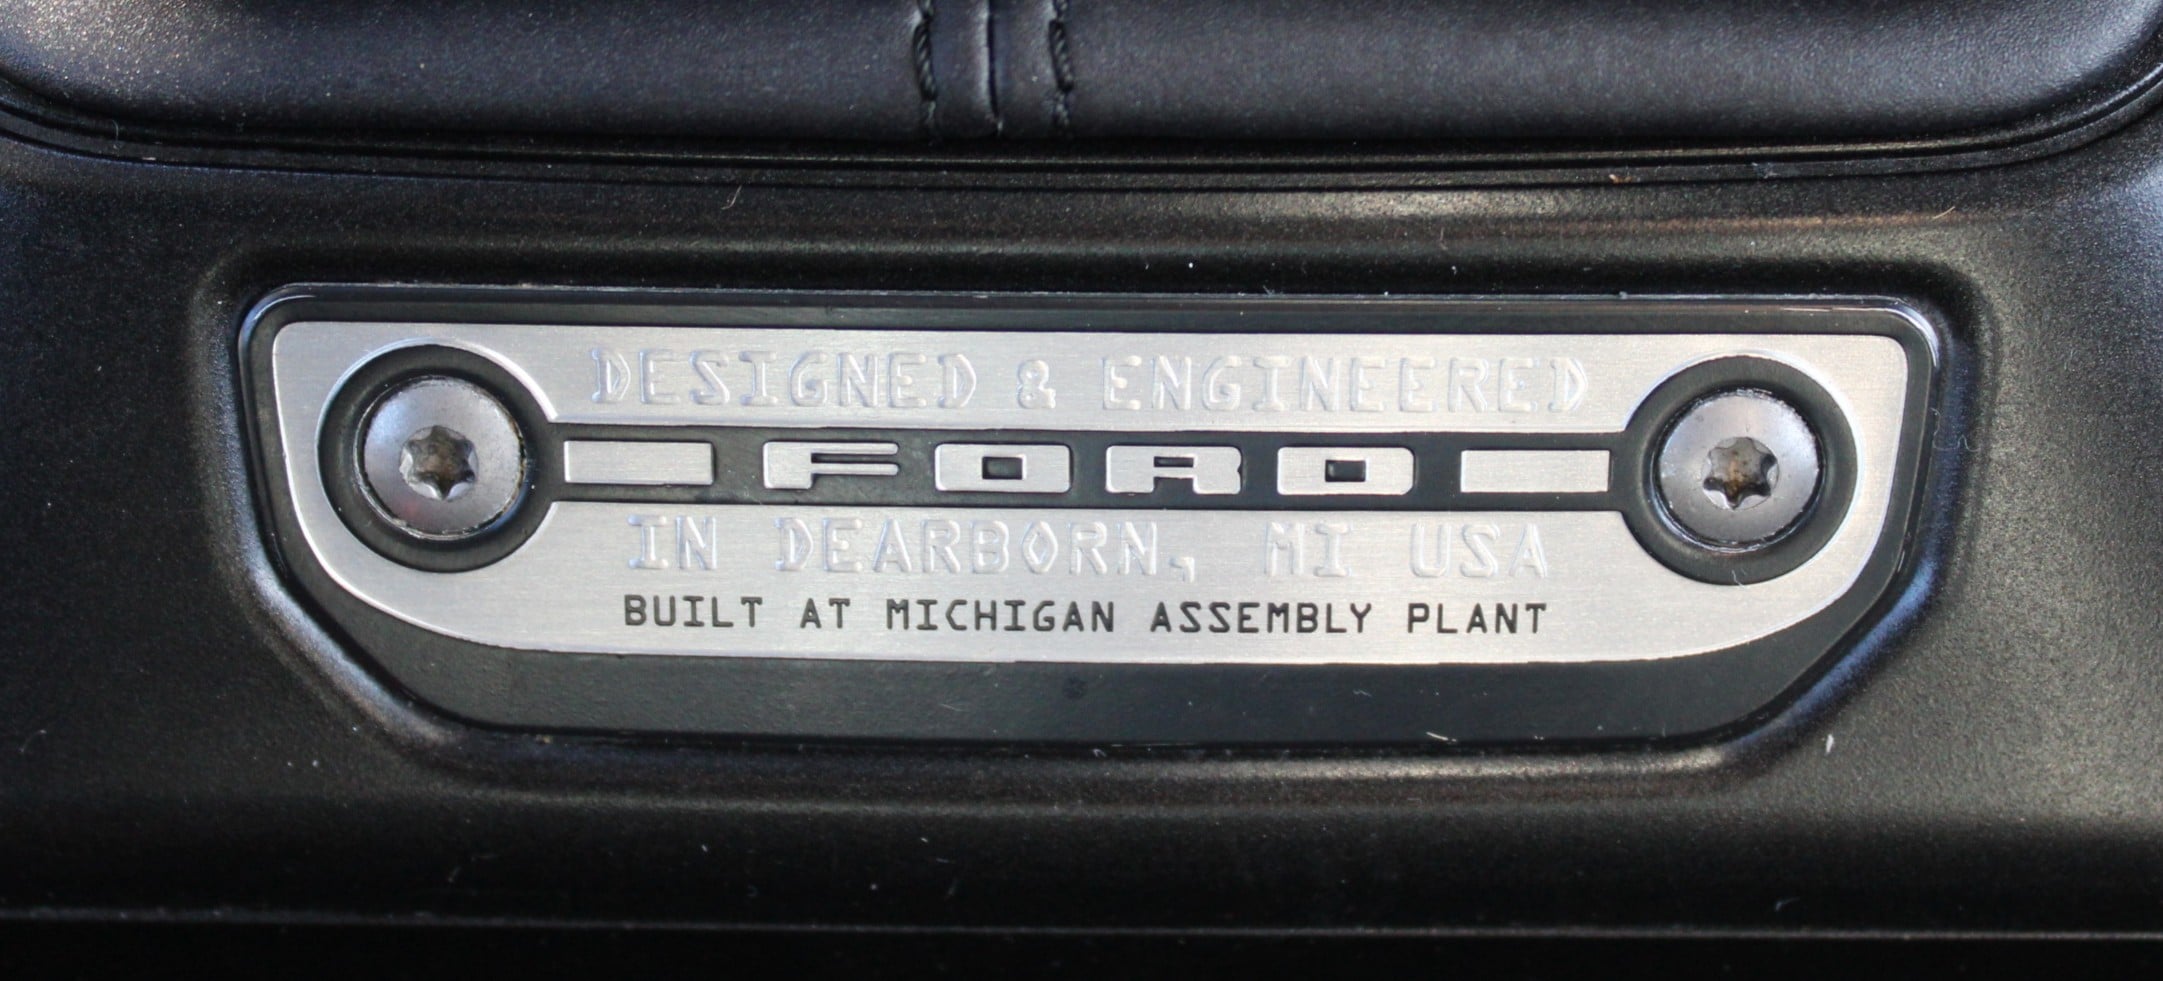 DESIGNED & ENGINEERED
FORD
IN DEARBORN, MI USA
BUILT AT MICHIGAN ASSEMBLY PLANT